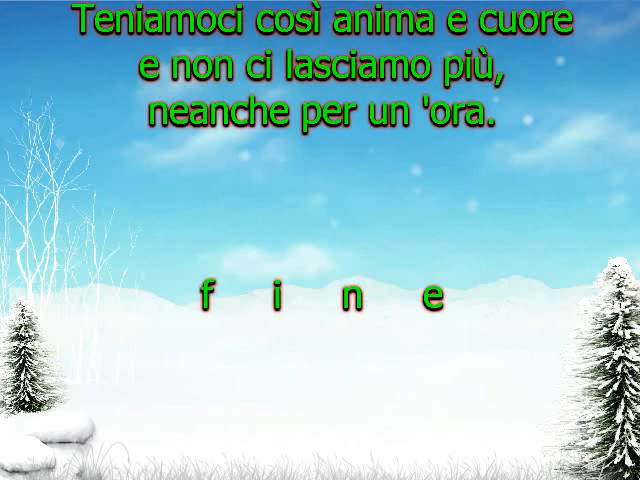 Teniamoci così anima e cuore
e non ci lasciamo più,
neanche per un 'ora.
f i n e